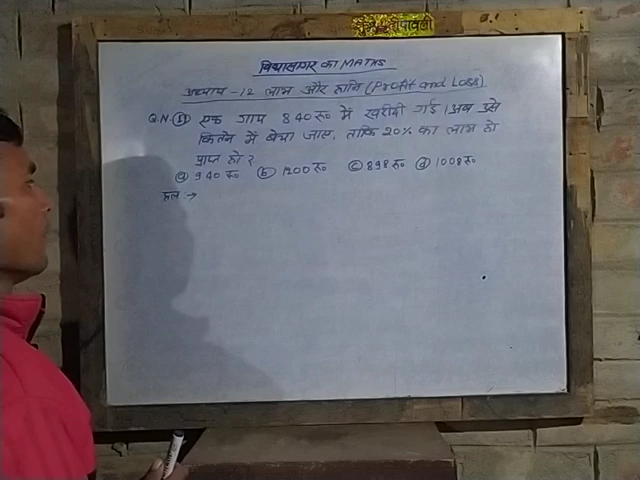 विद्यासागर का MATHS
अध्याय -12 लाभ और हानि (Profit and Loss)
Q.N. एक गाय 840 रु० में खरीदी गई। अब उसे
कितने में बेचा जाए, ताकि 20% का लाभ हो
प्राप्त हो?
(a) 940 रु० (b) 1200 रु० (c) 898 रु० (d) 1008 रु०
हल :→